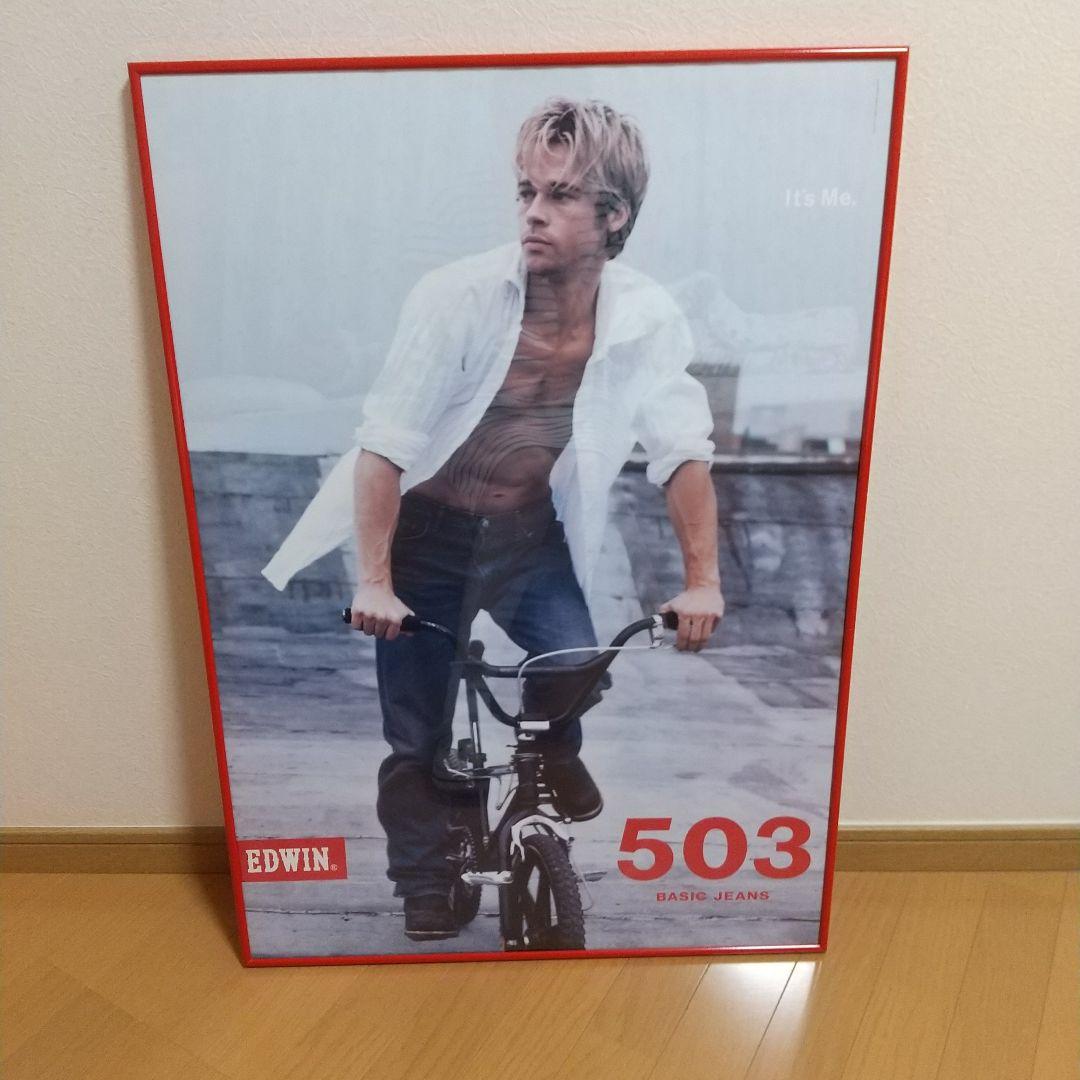 It's Me.
EDWIN®
503
BASIC JEANS